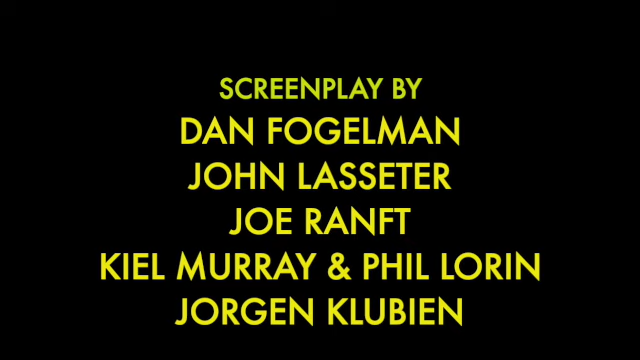 SCREENPLAY BY
DAN FOGELMAN
JOHN LASSETER
JOE RANFT
KIEL MURRAY & PHIL LORIN
JORGEN KLUBIEN